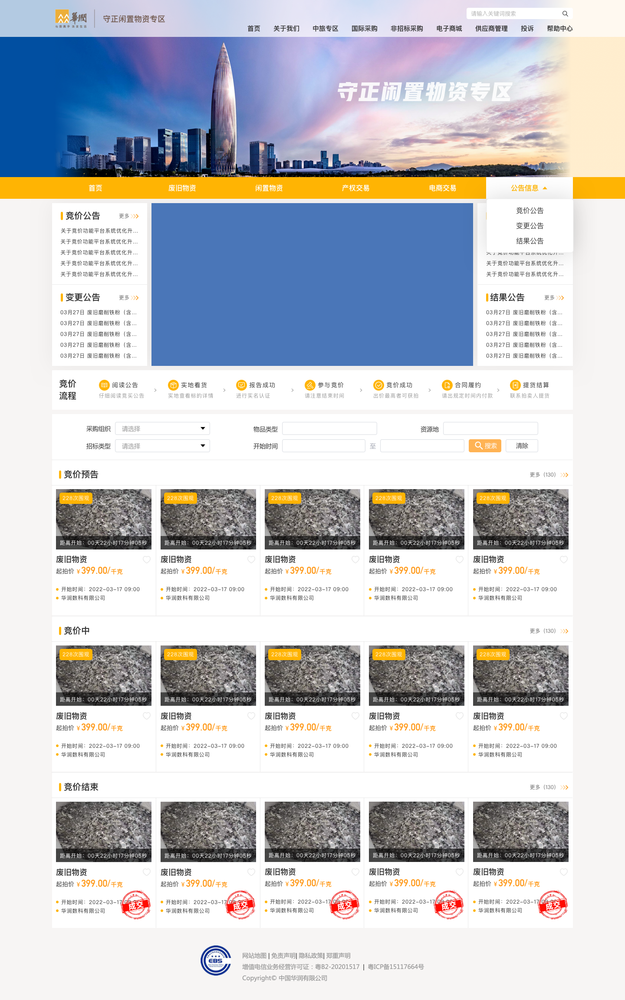 華潤
与您携手 改变生活
守正闲置物资专区
请输入关键词搜索
首页 关于我们 中旅专区 国际采购 非招标采购 电子商城 供应商管理 投诉 帮助中心
守正闲置物资专区
首页 废旧物资 闲置物资 产权交易 电商交易 公告信息
竞价公告
变更公告
结果公告
竞价公告 更多
关于竞价功能平台系统优化升...
关于竞价功能平台系统优化升...
关于竞价功能平台系统优化升...
关于竞价功能平台系统优化升...
关于竞价功能平台系统优化升...
变更公告 更多
03月27日 废旧磨削铁粉（含...
03月27日 废旧磨削铁粉（含...
03月27日 废旧磨削铁粉（含...
03月27日 废旧磨削铁粉（含...
03月27日 废旧磨削铁粉（含...
关于竞价功能平台系统优化升...
关于竞价功能平台系统优化升...
关于竞价功能平台系统优化升...
结果公告 更多
03月27日 废旧磨削铁粉（含...
03月27日 废旧磨削铁粉（含...
03月27日 废旧磨削铁粉（含...
03月27日 废旧磨削铁粉（含...
03月27日 废旧磨削铁粉（含...
竞价
流程
阅读公告 实地看货 报告成功 参与竞价 竞价成功 合同履约 提货结算
仔细阅读竞买公告 实地查看标的详情 进行实名认证 请注意结束时间 出价最高者可获拍 请出规定时间内付款 联系拍卖人提货
采购组织 请选择 物品类型 资源地
招标类型 请选择 开始时间 至 搜索 清除
竞价预告 更多（130）
228次围观 228次围观 228次围观 228次围观 228次围观
距离开始：00天22小时17分钟05秒 距离开始：00天22小时17分钟05秒 距离开始：00天22小时17分钟05秒 距离开始：00天22小时17分钟05秒 距离开始：00天22小时17分钟05秒
废旧物资 废旧物资 废旧物资 废旧物资 废旧物资
起拍价 ¥399.00/千克 起拍价 ¥399.00/千克 起拍价 ¥399.00/千克 起拍价 ¥399.00/千克 起拍价 ¥399.00/千克
开始时间：2022-03-17 09:00 开始时间：2022-03-17 09:00 开始时间：2022-03-17 09:00 开始时间：2022-03-17 09:00 开始时间：2022-03-17 09:00
华润数科有限公司 华润数科有限公司 华润数科有限公司 华润数科有限公司 华润数科有限公司
竞价中 更多（130）
228次围观 228次围观 228次围观 228次围观 228次围观
距离开始：00天22小时17分钟05秒 距离开始：00天22小时17分钟05秒 距离开始：00天22小时17分钟05秒 距离开始：00天22小时17分钟05秒 距离开始：00天22小时17分钟05秒
废旧物资 废旧物资 废旧物资 废旧物资 废旧物资
起拍价 ¥399.00/千克 起拍价 ¥399.00/千克 起拍价 ¥399.00/千克 起拍价 ¥399.00/千克 起拍价 ¥399.00/千克
开始时间：2022-03-17 09:00 开始时间：2022-03-17 09:00 开始时间：2022-03-17 09:00 开始时间：2022-03-17 09:00 开始时间：2022-03-17 09:00
华润数科有限公司 华润数科有限公司 华润数科有限公司 华润数科有限公司 华润数科有限公司
竞价结束 更多（130）
距离开始：00天22小时17分钟05秒 距离开始：00天22小时17分钟05秒 距离开始：00天22小时17分钟05秒 距离开始：00天22小时17分钟05秒 距离开始：00天22小时17分钟05秒
废旧物资 废旧物资 废旧物资 废旧物资 废旧物资
起拍价 ¥399.00/千克 起拍价 ¥399.00/千克 起拍价 ¥399.00/千克 起拍价 ¥399.00/千克 起拍价 ¥399.00/千克
开始时间：2022-03-17 开始时间：2022-03-17 开始时间：2022-03-17 开始时间：2022-03-17 开始时间：2022-03-17
成交 成交 成交 成交 成交
华润数科有限公司 华润数科有限公司 华润数科有限公司 华润数科有限公司 华润数科有限公司
EBS
网站地图 | 免责声明| 隐私政策| 郑重声明
增值电信业务经营许可证：粤B2-20201517 | 粤ICP备15117664号
Copyright© 中国华润有限公司